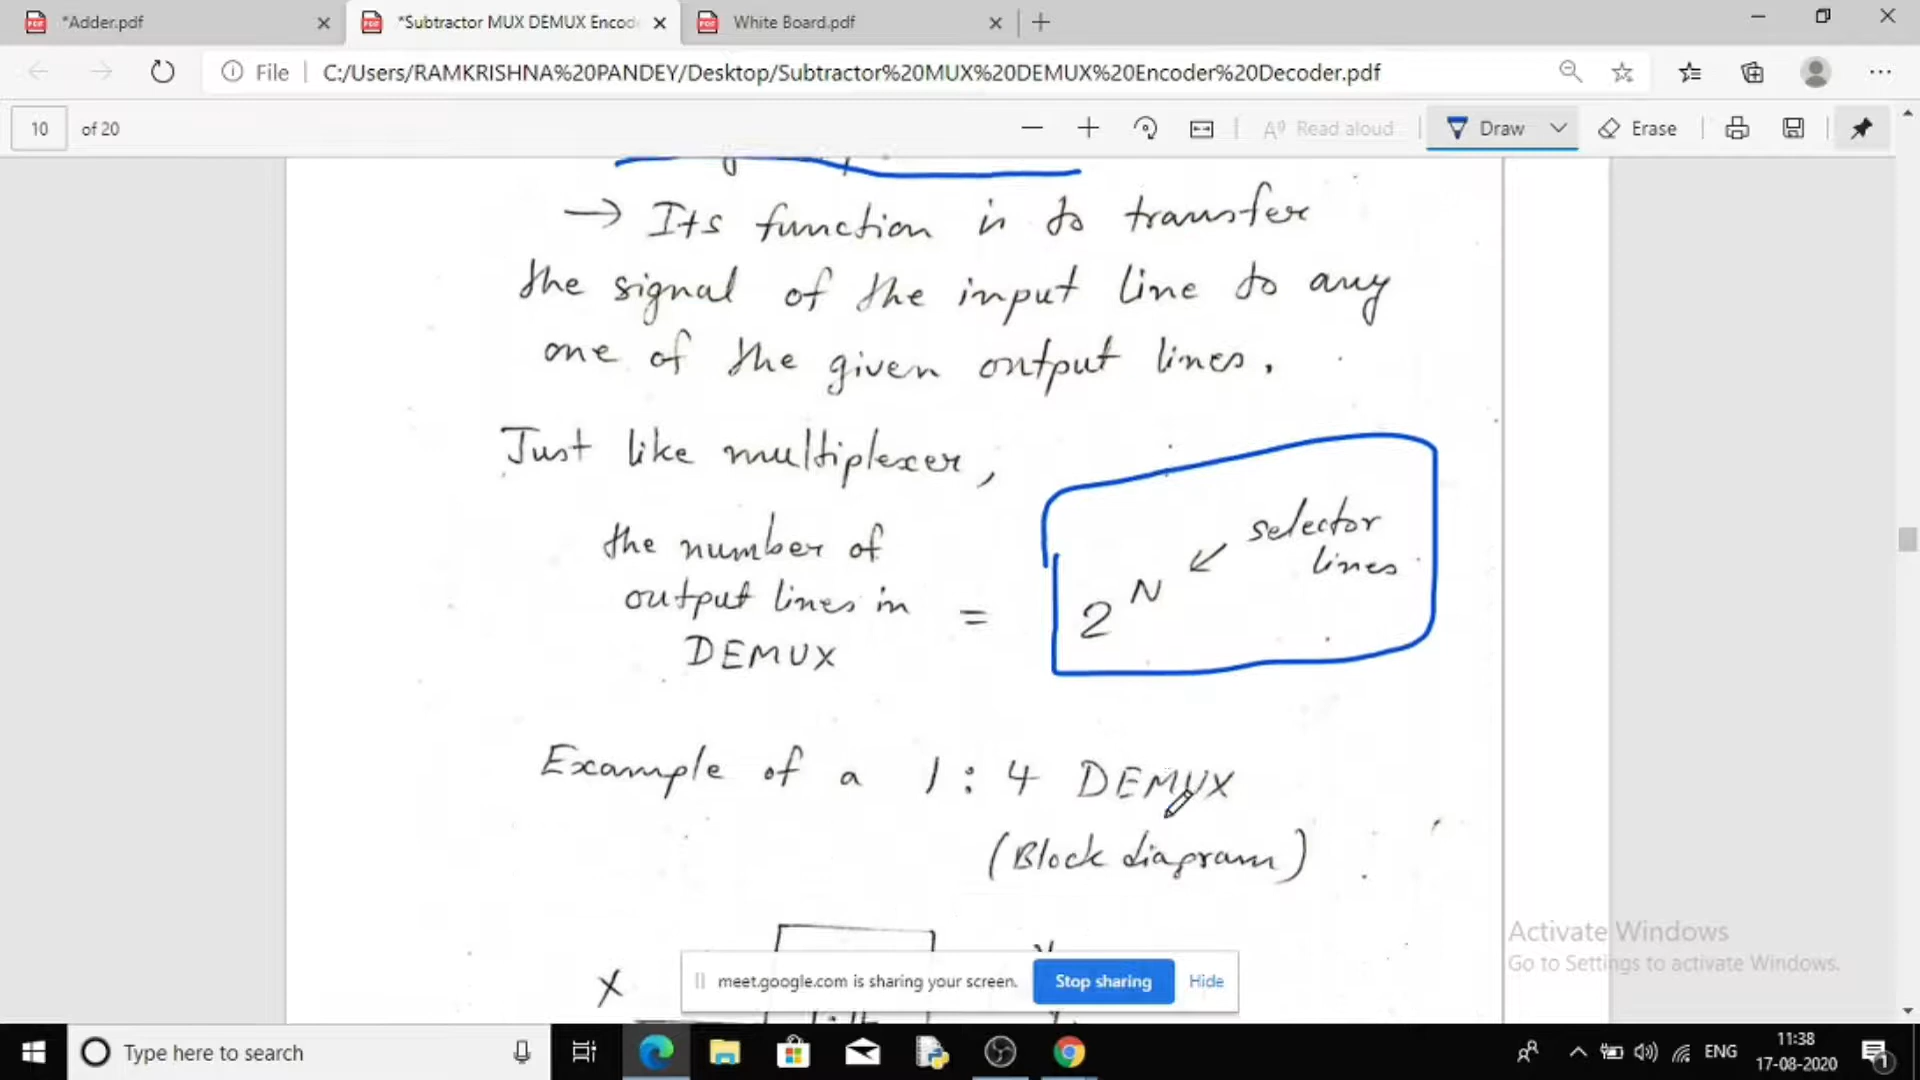 *Adder.pdf
*Subtractor MUX DEMUX Encod
White Board.pdf
File
C:/Users/RAMKRISHNA%20PANDEY/Desktop/Subtractor%20MUX%20DEMUX%20Encoder%20Decoder.pdf
10 of 20
Read aloud
Draw
Erase
→ Its function is to transfer
the signal of the input line to any
one of the given output lines.
Just like multiplexer,
the number of
output lines in
DEMUX
=
2^N
selector
lines
Example of a 1:4 DEMUX
(Block diagram)
X
meet.google.com is sharing your screen.
Stop sharing
Hide
Activate Windows
Go to Settings to activate Windows.
Type here to search
ENG
11:38
17-08-2020
1